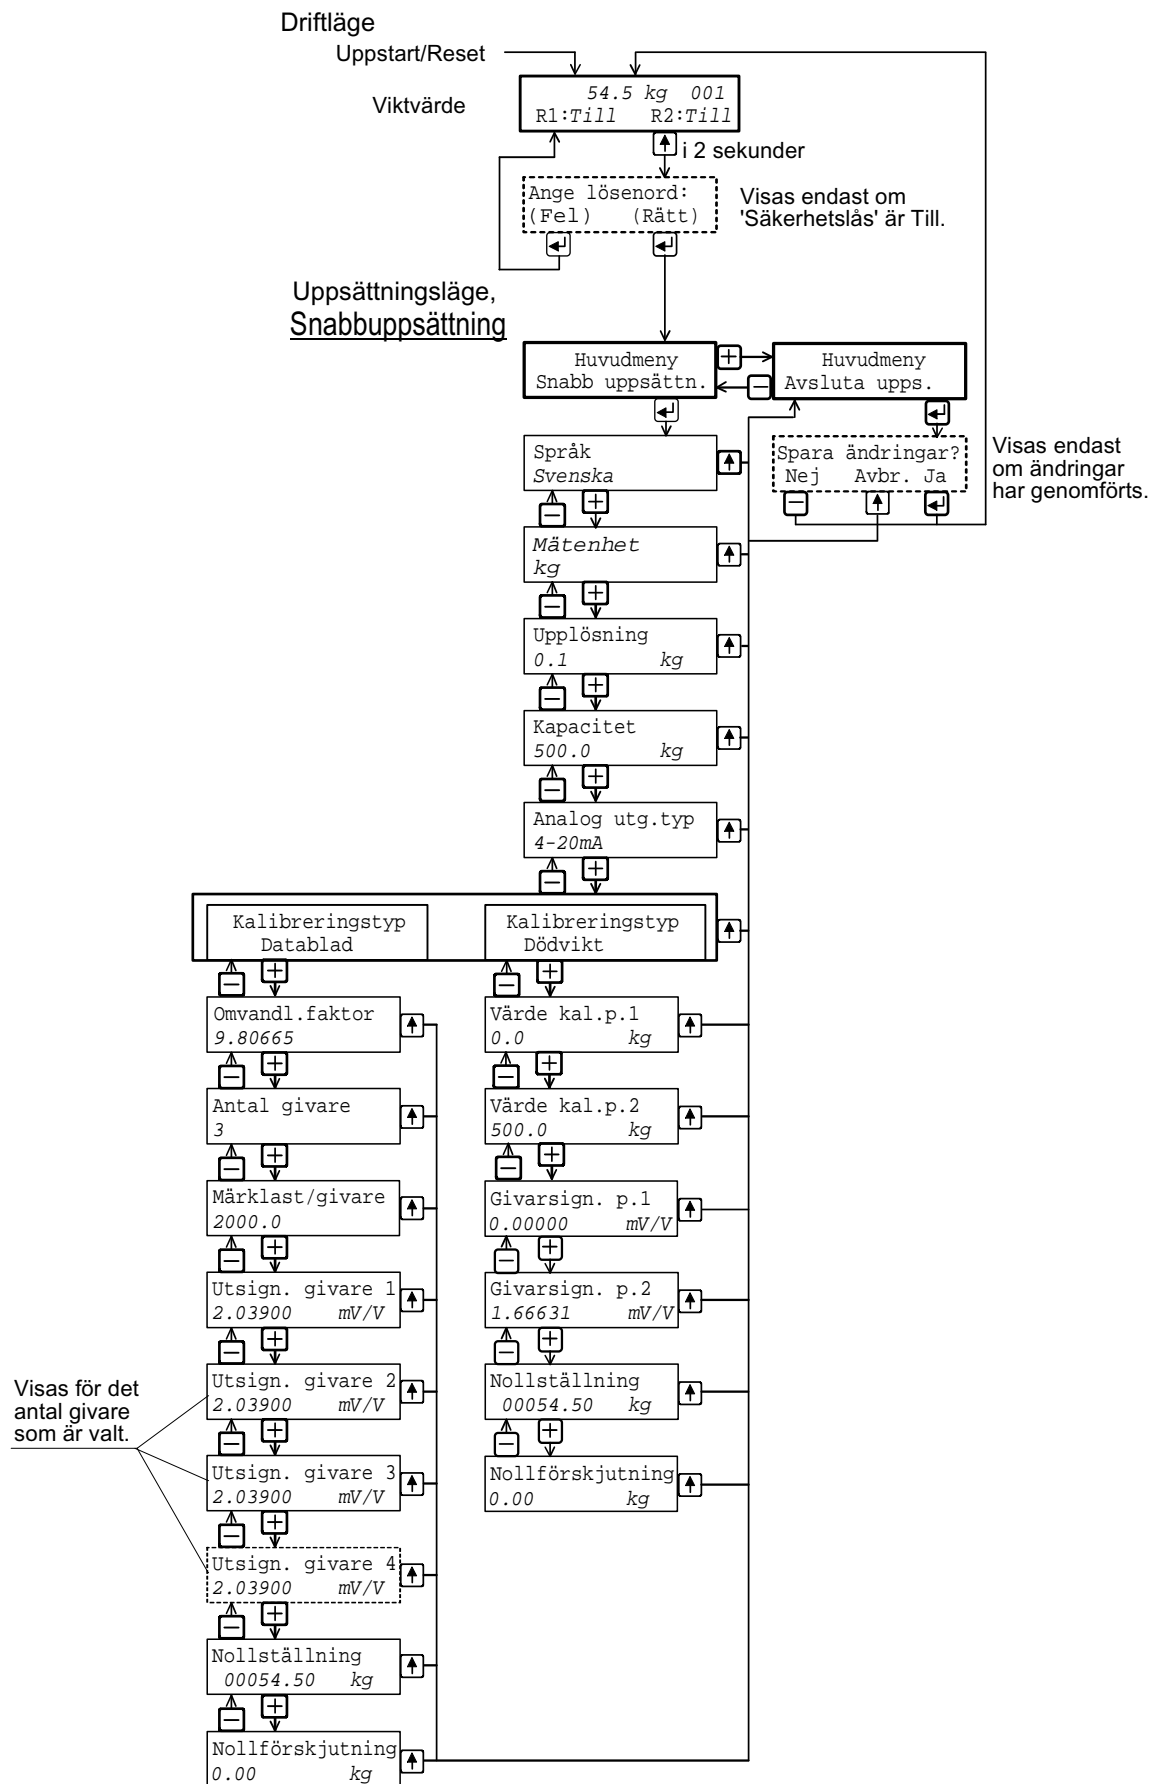 Driftläge
Uppstart/Reset
Viktvärde
54.5 kg 001
R1:Till R2:Till
i 2 sekunder
Ange lösenord:
(Fel) (Rätt)
Visas endast om
'Säkerhetslås' är Till.
Uppsättningsläge,
Snabbuppsättning
Huvudmeny
Snabb uppsättn.
Huvudmeny
Avsluta upps.
Spara ändringar?
Nej Avbr. Ja
Visas endast
om ändringar
har genomförts.
Språk
Svenska
Mätenhet
kg
Upplösning
0.1 kg
Kapacitet
500.0 kg
Analog utg.typ
4-20mA
Kalibreringstyp
Datablad
Kalibreringstyp
Dödvikt
Omvandl.faktor
9.80665
Antal givare
3
Märklast/givare
2000.0
Utsign. givare 1
2.03900 mV/V
Utsign. givare 2
2.03900 mV/V
Utsign. givare 3
2.03900 mV/V
Utsign. givare 4
2.03900 mV/V
Nollställning
00054.50 kg
Nollförskjutning
0.00 kg
Visas för det
antal givare
som är valt.
Värde kal.p.1
0.0 kg
Värde kal.p.2
500.0 kg
Givarsign. p.1
0.00000 mV/V
Givarsign. p.2
1.66631 mV/V
Nollställning
00054.50 kg
Nollförskjutning
0.00 kg